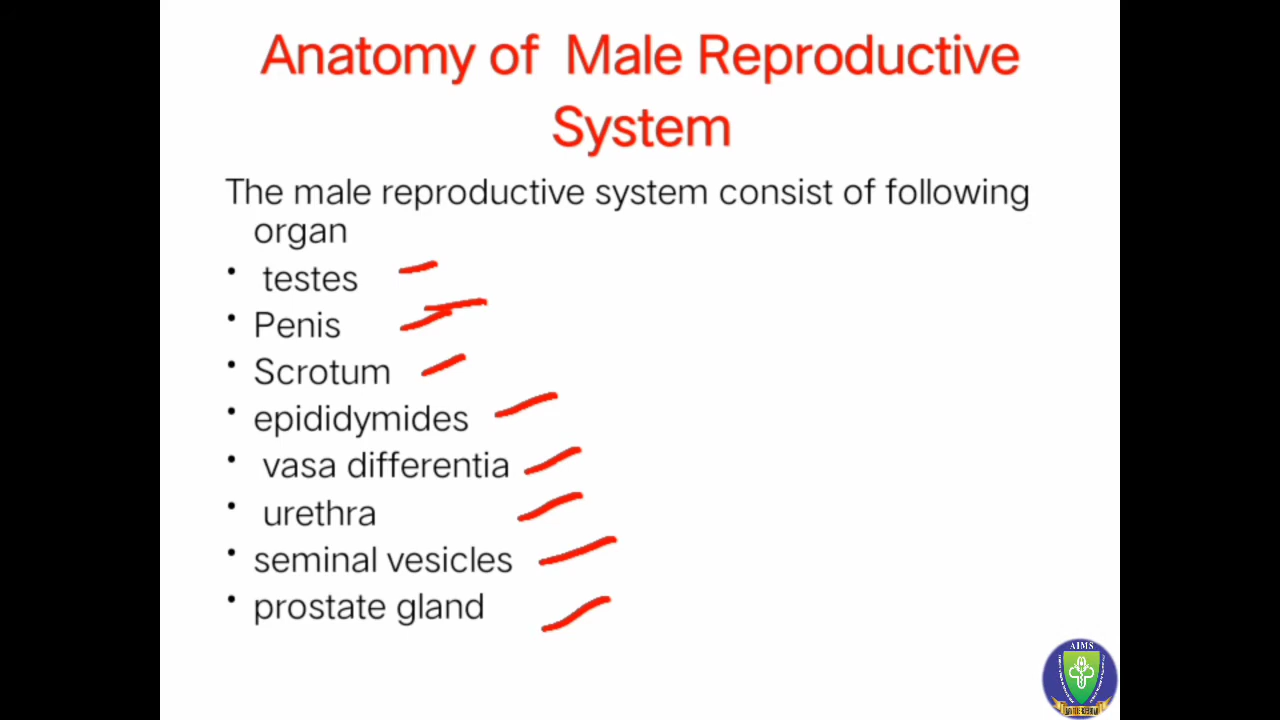 Anatomy of Male Reproductive
System
The male reproductive system consist of following
organ
• testes
• Penis
• Scrotum
• epididymides
• vasa differentia
• urethra
• seminal vesicles
• prostate gland
AIMS